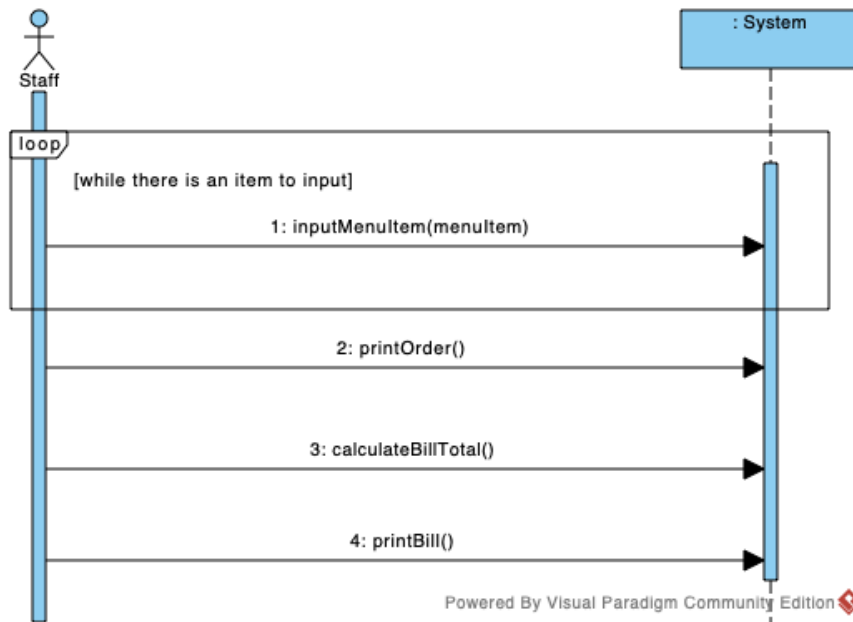 : System
Staff
loop
[while there is an item to input]
1: inputMenuItem(menuItem)
2: printOrder()
3: calculateBillTotal()
4: printBill()
Powered By Visual Paradigm Community Edition